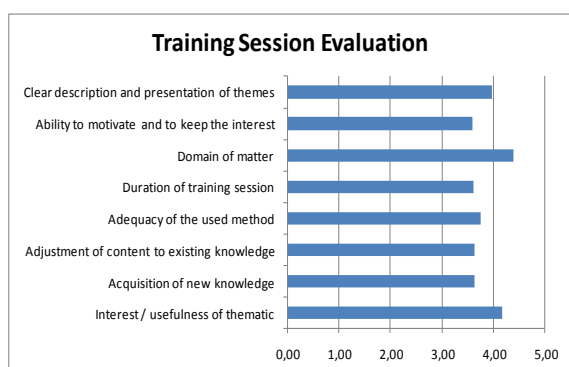 Training Session Evaluation
Clear description and presentation of themes
Ability to motivate and to keep the interest
Domain of matter
Duration of training session
Adequacy of the used method
Adjustment of content to existing knowledge
Acquisition of new knowledge
Interest / usefulness of thematic
0,00 1,00 2,00 3,00 4,00 5,00